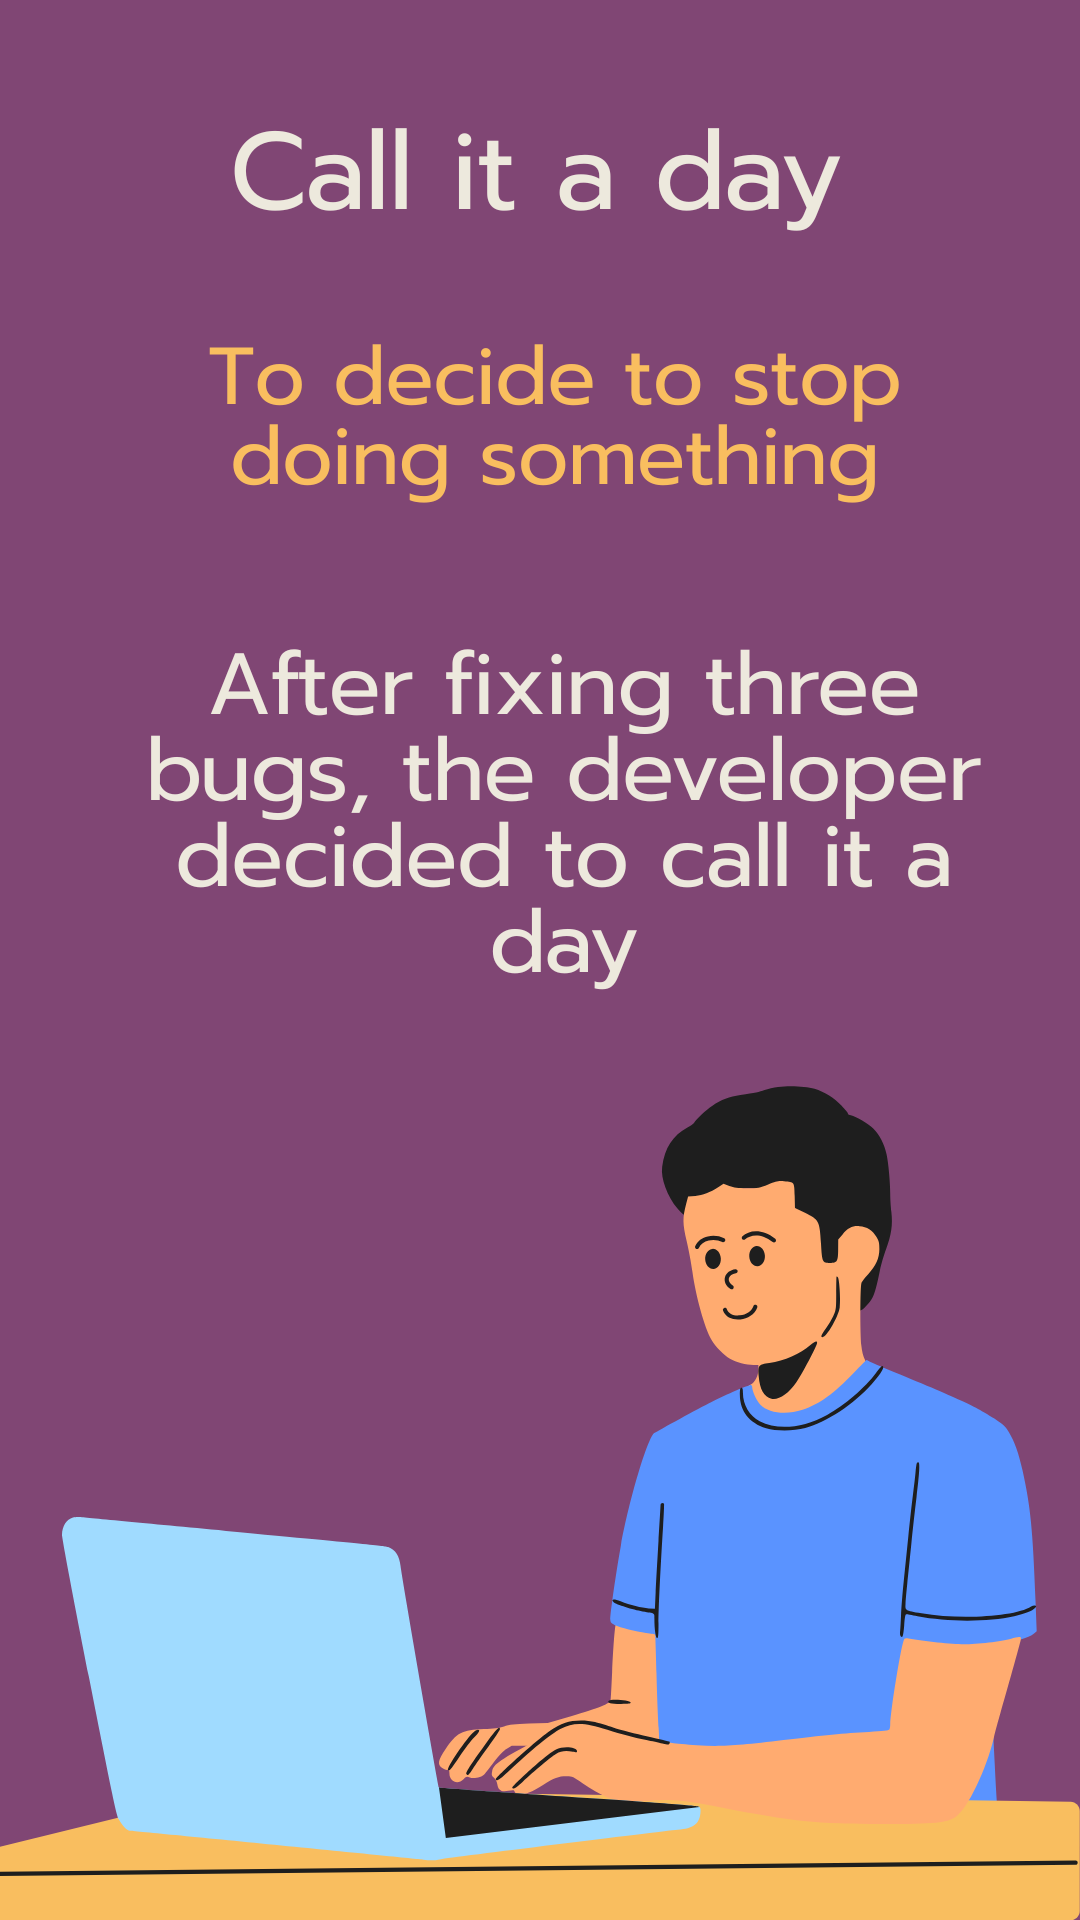 Call it a day
To decide to stop
doing something
After fixing three
bugs, the developer
decided to call it a
day